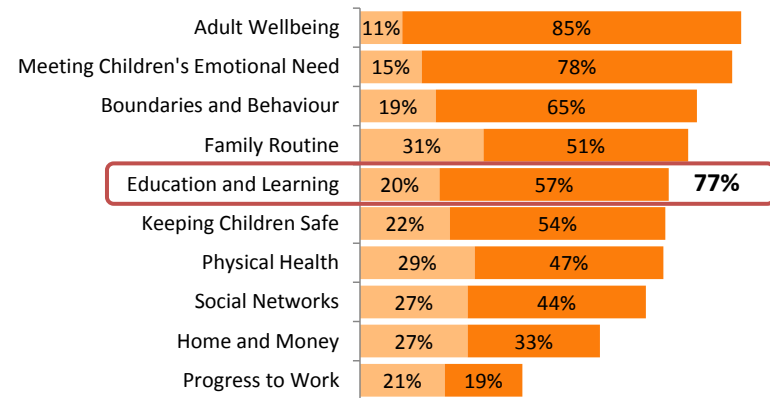 Adult Wellbeing 11% 85%
Meeting Children's Emotional Need 15% 78%
Boundaries and Behaviour 19% 65%
Family Routine 31% 51%
Education and Learning 20% 57% 77%
Keeping Children Safe 22% 54%
Physical Health 29% 47%
Social Networks 27% 44%
Home and Money 27% 33%
Progress to Work 21% 19%